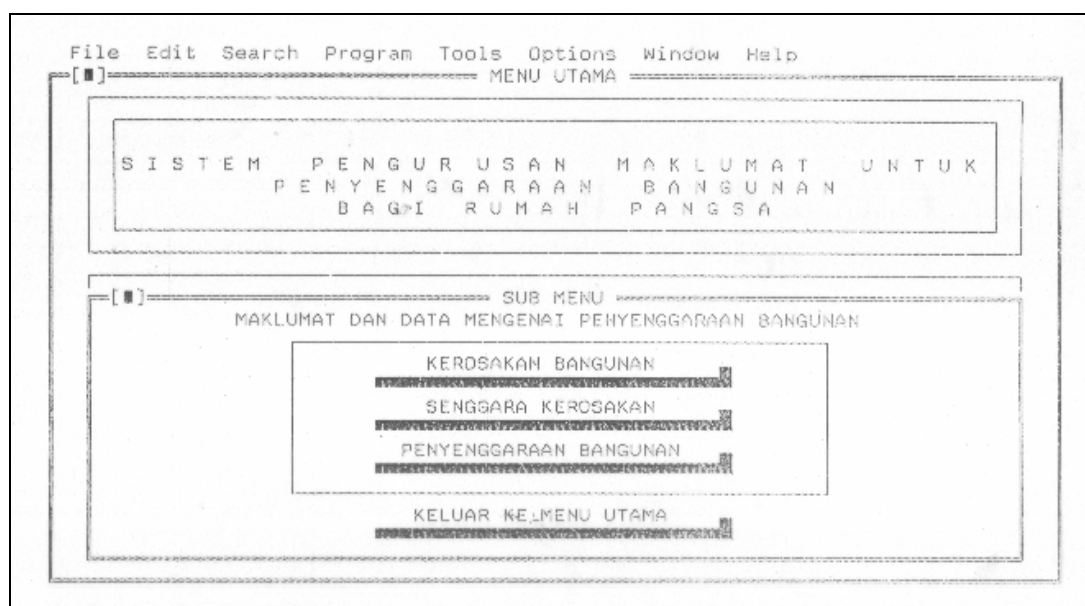 File Edit Search Program Tools Options Window Help
[■] MENU UTAMA
SISTEM PENGURUSAN MAKLUMAT UNTUK
PENYENGGARAAN BANGUNAN
BAGI RUMAH PANGSA
[■] SUB MENU
MAKLUMAT DAN DATA MENGENAI PENYENGGARAAN BANGUNAN
KEROSAKAN BANGUNAN
SENGGARA KEROSAKAN
PENYENGGARAAN BANGUNAN
KELUAR KE MENU UTAMA